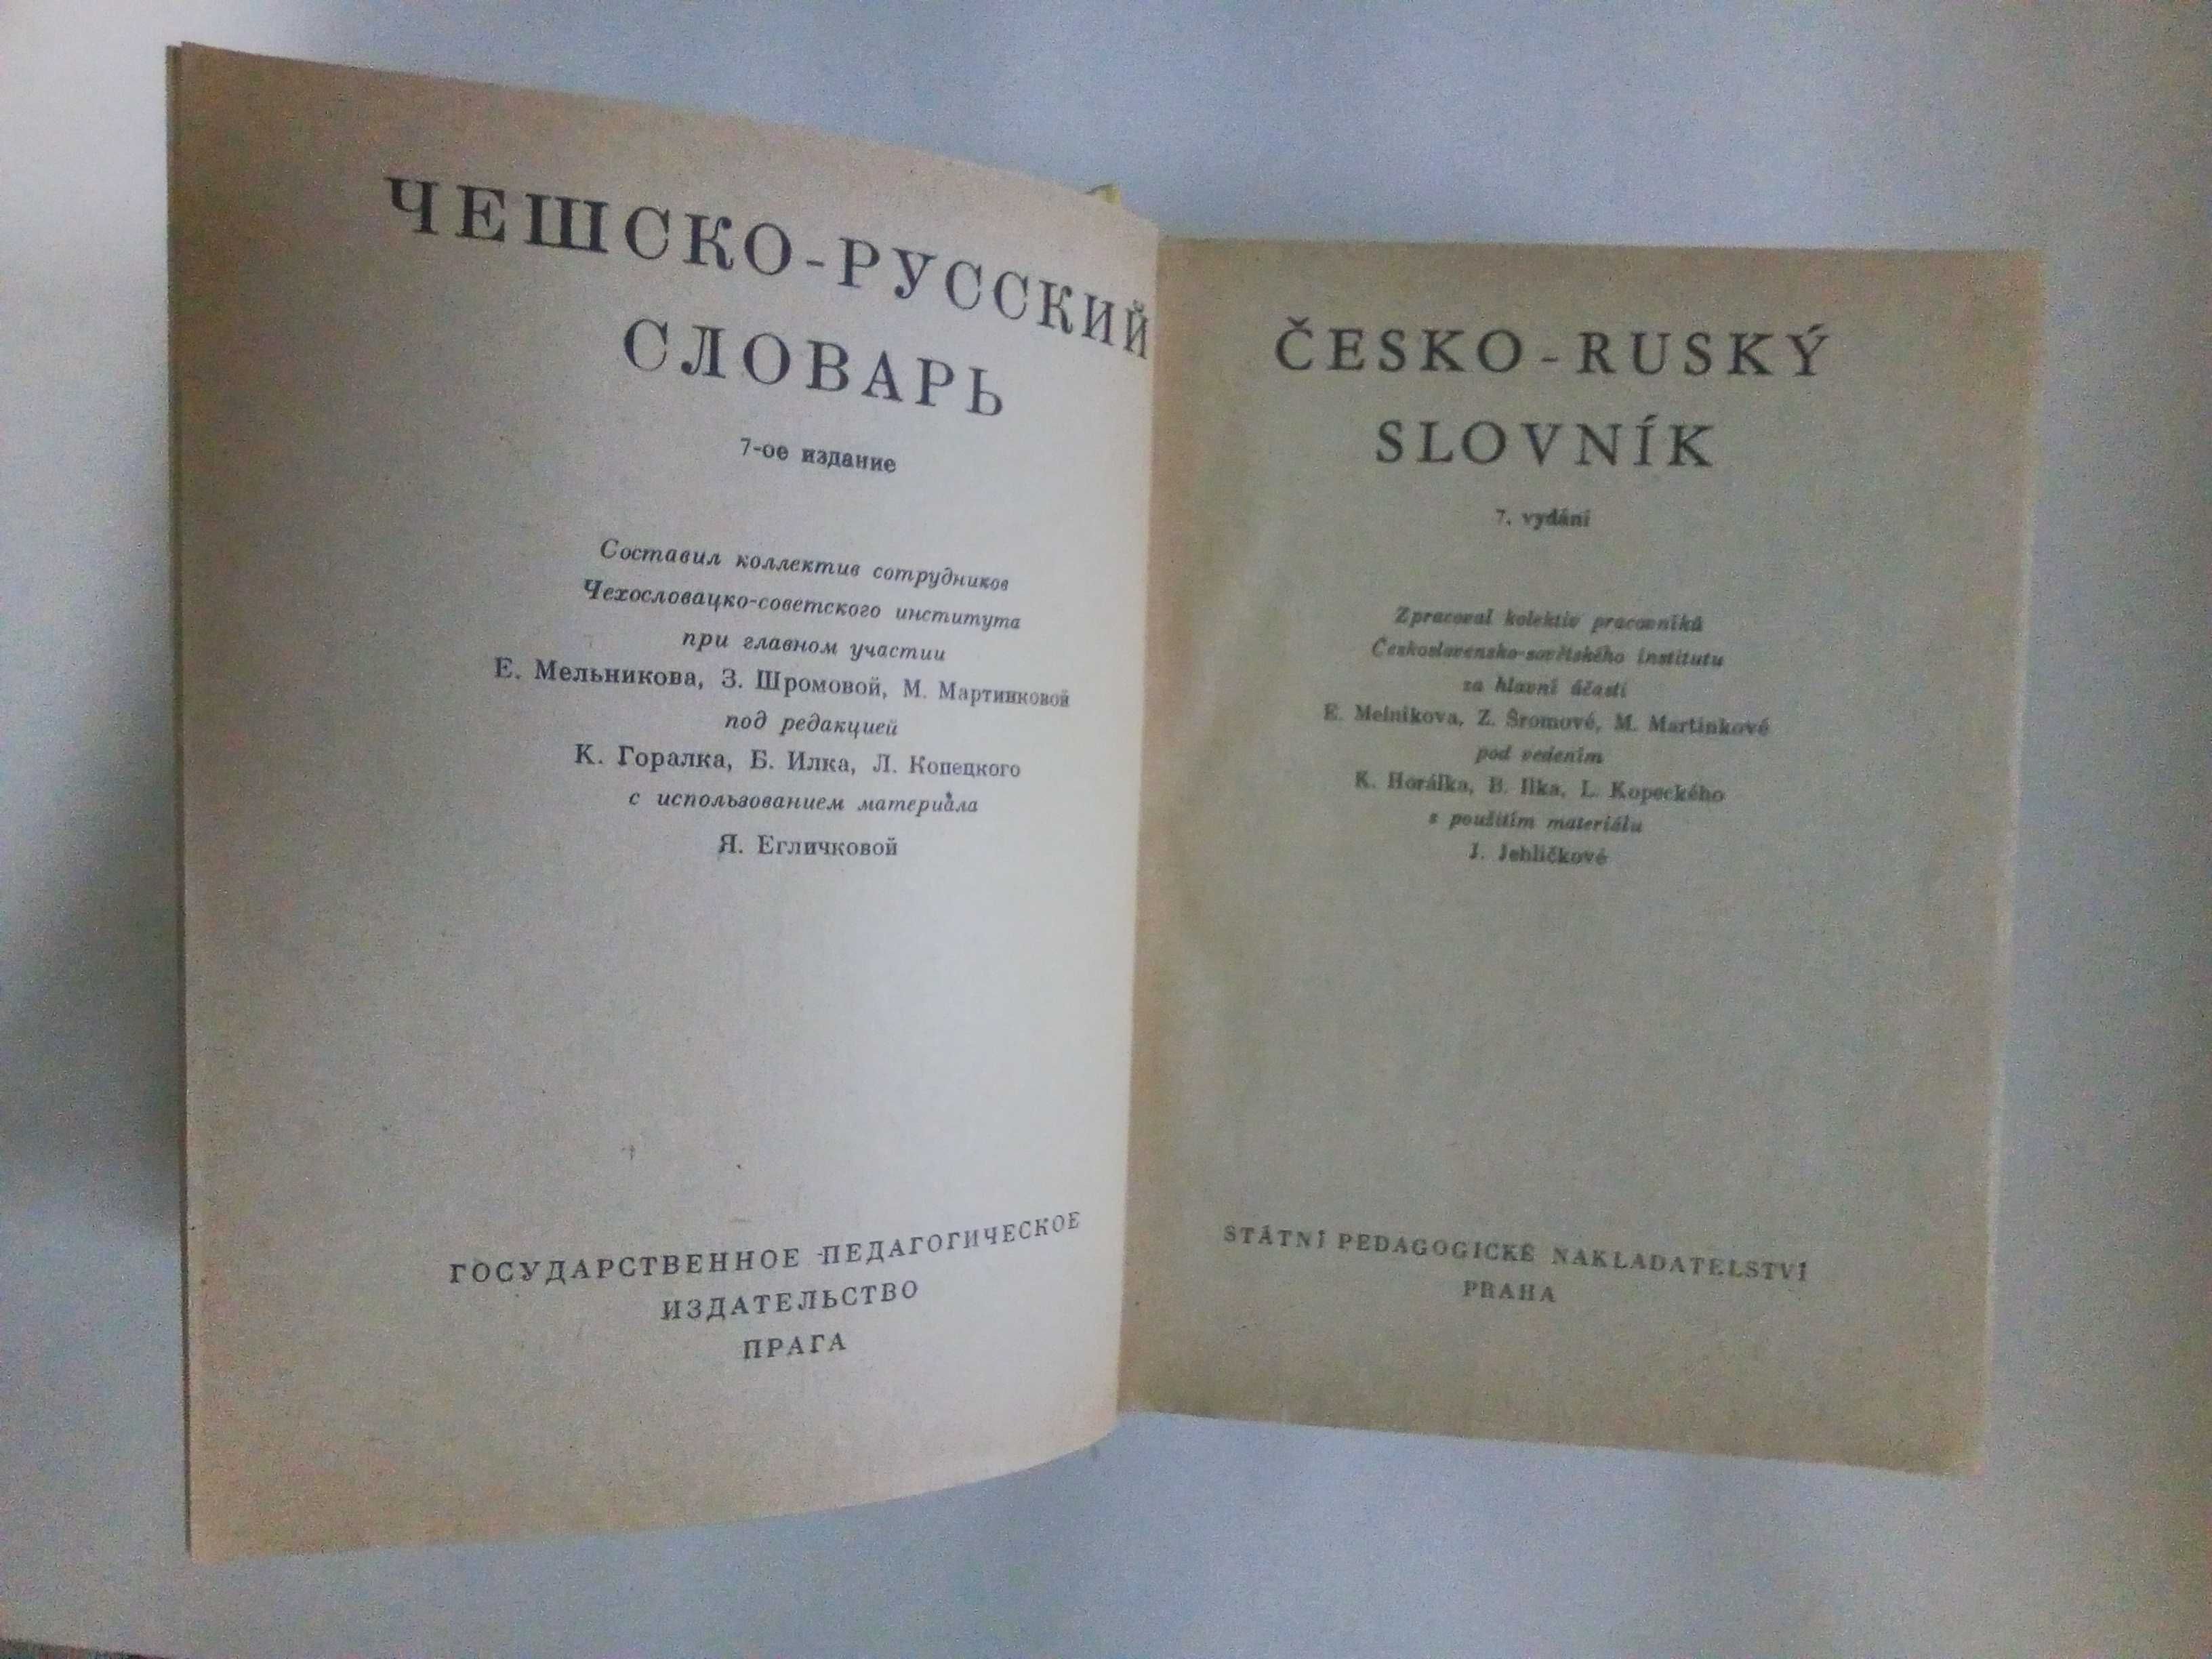 ЧЕШСКО-РУССКИЙ
СЛОВАРЬ
7-ое издание
Составил коллектив сотрудников
Чехословацко-советского института
при главном участии
Е. Мельникова, З. Шромовой, М. Мартинковой
под редакцией
К. Горалка, Б. Илка, Л. Копецкого
с использованием материала
Я. Егличковой
ГОСУДАРСТВЕННОЕ ПЕДАГОГИЧЕСКОЕ
ИЗДАТЕЛЬСТВО
ПРАГА
ČESKO-RUSKÝ
SLOVNÍK
7. vydání
Zpracoval kolektiv pracovníků
Československo-sovětského institutu
za hlavní účasti
E. Melnikova, Z. Šromové, M. Martinkové
pod vedením
K. Horálka, B. Ilka, L. Kopeckého
s použitím materiálu
J. Jehličkové
STÁTNÍ PEDAGOGICKÉ NAKLADATELSTVÍ
PRAHA